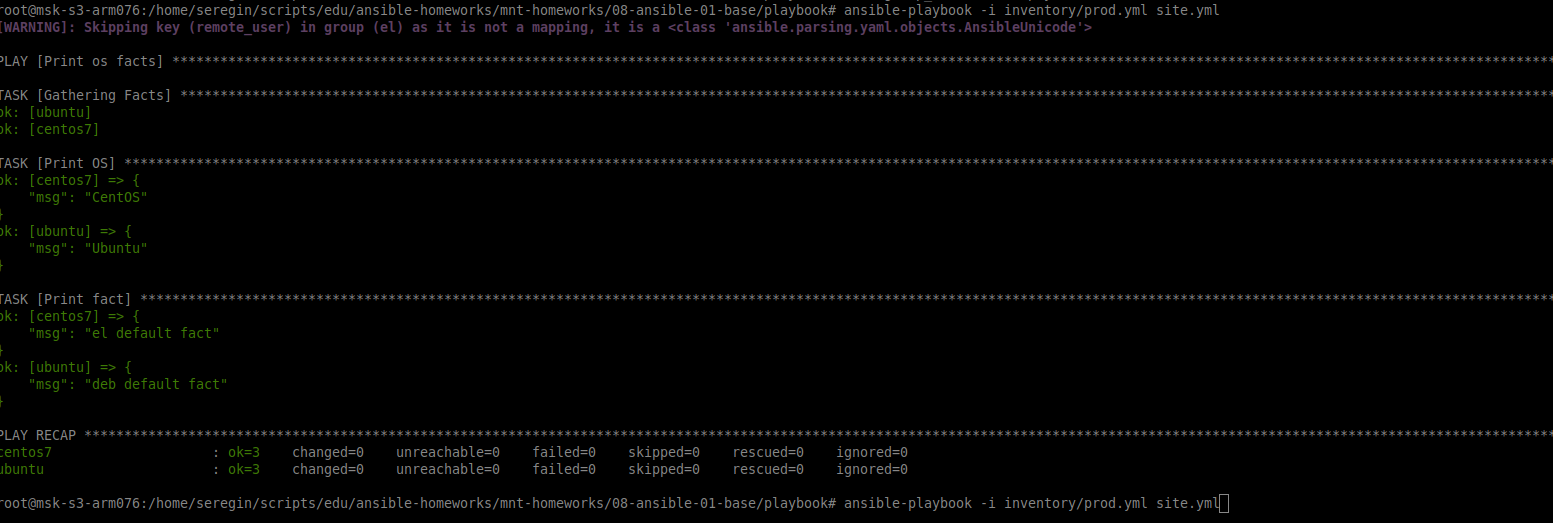 root@msk-s3-arm076:/home/seregin/scripts/edu/ansible-homeworks/mnt-homeworks/08-ansible-01-base/playbook# ansible-playbook -i inventory/prod.yml site.yml
[WARNING]: Skipping key (remote_user) in group (el) as it is not a mapping, it is a <class 'ansible.parsing.yaml.objects.AnsibleUnicode'>
PLAY [Print os facts] ****************************************************************************************************************************************************************************
TASK [Gathering Facts] ***************************************************************************************************************************************************************************
ok: [ubuntu]
ok: [centos7]
TASK [Print OS] **********************************************************************************************************************************************************************************
ok: [centos7] => {
    "msg": "CentOS"
}
ok: [ubuntu] => {
    "msg": "Ubuntu"
}
TASK [Print fact] ********************************************************************************************************************************************************************************
ok: [centos7] => {
    "msg": "el default fact"
}
ok: [ubuntu] => {
    "msg": "deb default fact"
}
PLAY RECAP ***************************************************************************************************************************************************************************************
centos7                    : ok=3    changed=0    unreachable=0    failed=0    skipped=0    rescued=0    ignored=0
ubuntu                     : ok=3    changed=0    unreachable=0    failed=0    skipped=0    rescued=0    ignored=0
root@msk-s3-arm076:/home/seregin/scripts/edu/ansible-homeworks/mnt-homeworks/08-ansible-01-base/playbook# ansible-playbook -i inventory/prod.yml site.yml